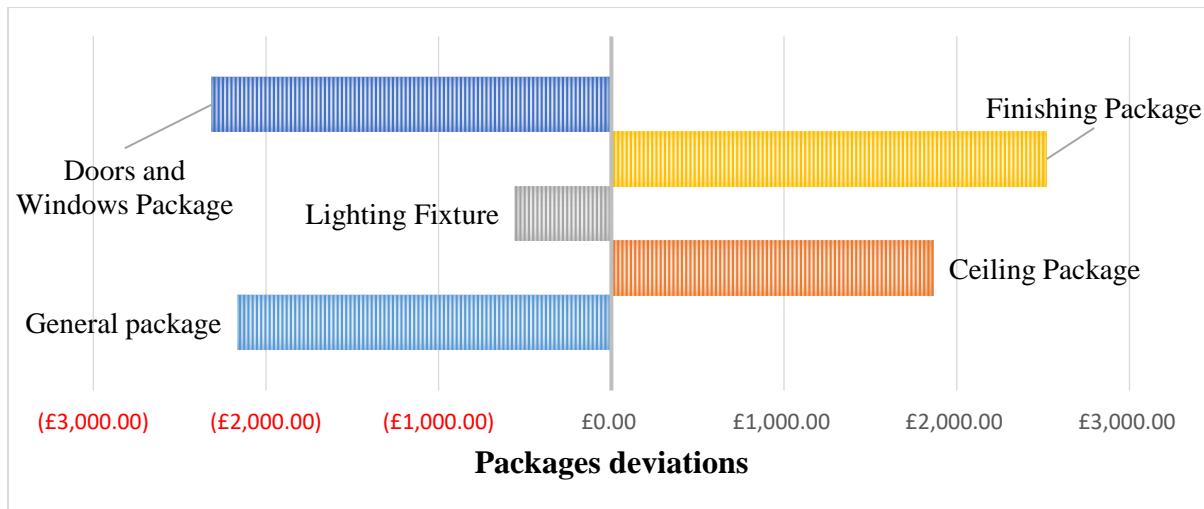 Finishing Package
Doors and
Windows Package
Lighting Fixture
Ceiling Package
General package
(£3,000.00) (£2,000.00) (£1,000.00) £0.00 £1,000.00 £2,000.00 £3,000.00
Packages deviations